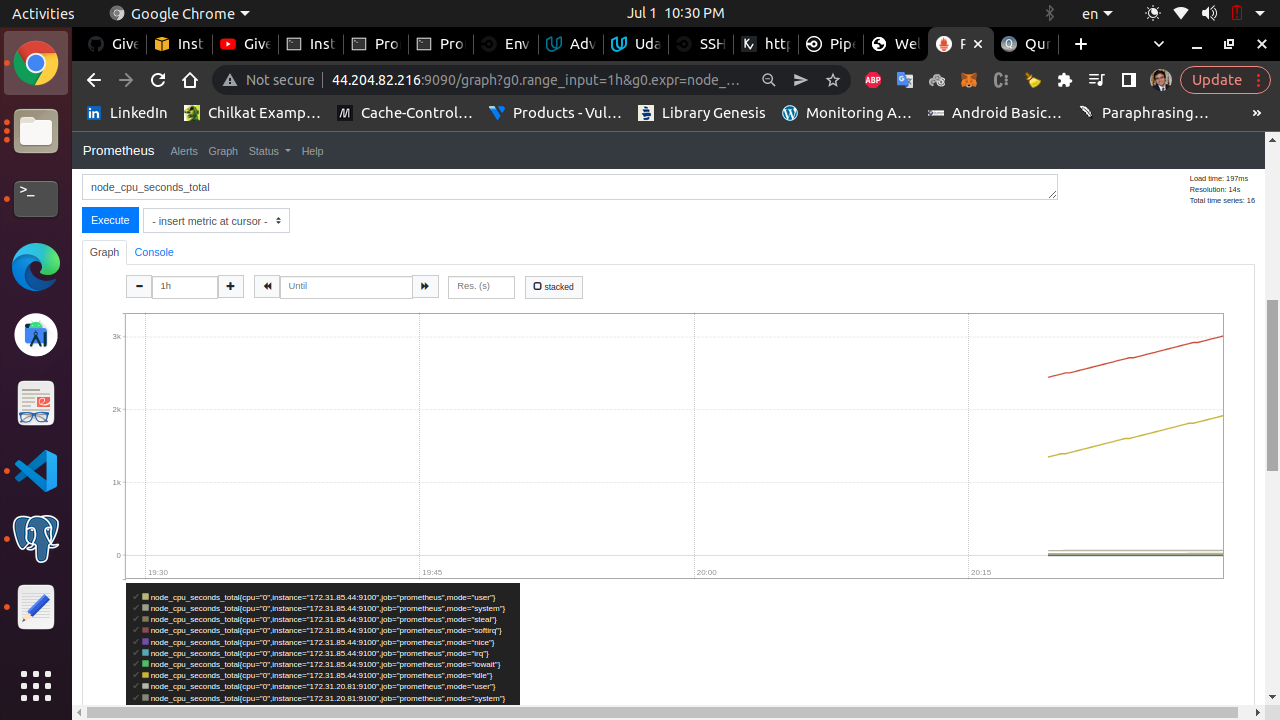 Activities
Google Chrome
Jul 1 10:30 PM
en
Give
Inst
Give
Inst
Pro
Pro
Env
Adv
Uda
SSH
http
Pipe
Wel
Qur
Not secure
44.204.82.216:9090/graph?g0.range_input=1h&g0.expr=node_...
ABP
Update
LinkedIn
Chilkat Examp...
Cache-Control...
Products - Vul...
Library Genesis
Monitoring A...
Android Basic...
Paraphrasing...
»
Prometheus
Alerts
Graph
Status
Help
node_cpu_seconds_total
Load time: 197ms
Resolution: 14s
Total time series: 16
Execute
- insert metric at cursor -
Graph
Console
1h
Until
Res. (s)
stacked
3k
2k
1k
0
19:30
19:45
20:00
20:15
node_cpu_seconds_total{cpu="0",instance="172.31.85.44:9100",job="prometheus",mode="user"}
node_cpu_seconds_total{cpu="0",instance="172.31.85.44:9100",job="prometheus",mode="system"}
node_cpu_seconds_total{cpu="0",instance="172.31.85.44:9100",job="prometheus",mode="steal"}
node_cpu_seconds_total{cpu="0",instance="172.31.85.44:9100",job="prometheus",mode="softirq"}
node_cpu_seconds_total{cpu="0",instance="172.31.85.44:9100",job="prometheus",mode="nice"}
node_cpu_seconds_total{cpu="0",instance="172.31.85.44:9100",job="prometheus",mode="irq"}
node_cpu_seconds_total{cpu="0",instance="172.31.85.44:9100",job="prometheus",mode="iowait"}
node_cpu_seconds_total{cpu="0",instance="172.31.85.44:9100",job="prometheus",mode="idle"}
node_cpu_seconds_total{cpu="0",instance="172.31.20.81:9100",job="prometheus",mode="user"}
node_cpu_seconds_total{cpu="0",instance="172.31.20.81:9100",job="prometheus",mode="system"}